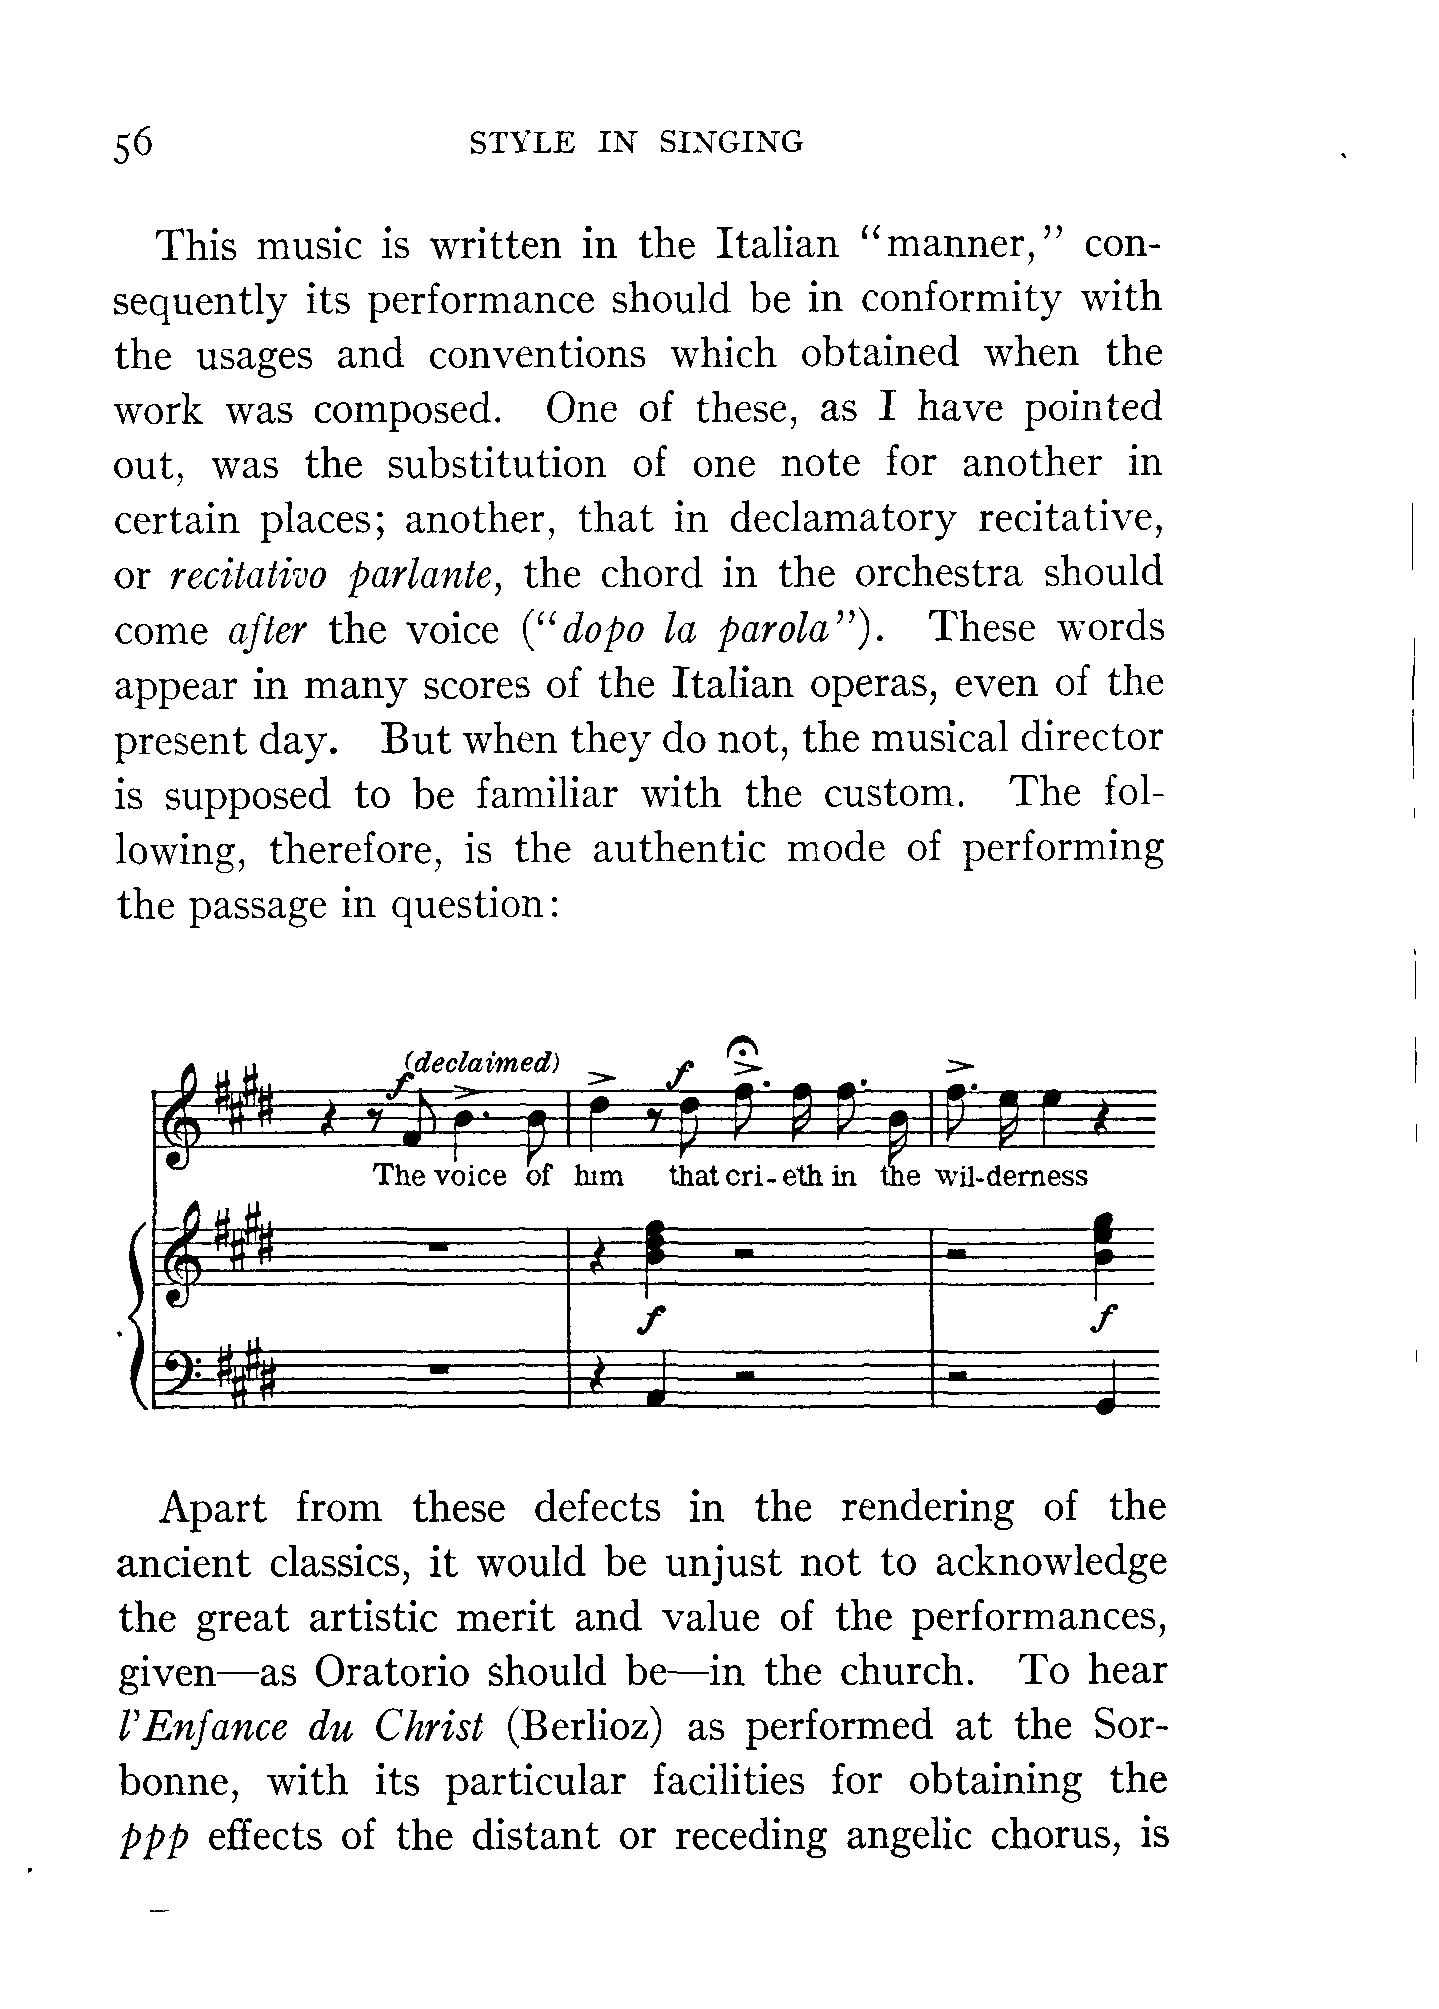 56 STYLE IN SINGING
This music is written in the Italian “manner,” con-
sequently its performance should be in conformity with
the usages and conventions which obtained when the
work was composed. One of these, as I have pointed
out, was the substitution of one note for another in
certain places; another, that in declamatory recitative,
or recitativo parlante, the chord in the orchestra should
come after the voice (“dopo la parola”). These words
appear in many scores of the Italian operas, even of the
present day. But when they do not, the musical director
is supposed to be familiar with the custom. The fol-
lowing, therefore, is the authentic mode of performing
the passage in question:
(declaimed)
f f
The voice of him that cri-eth in the wil-derness
f f
Apart from these defects in the rendering of the
ancient classics, it would be unjust not to acknowledge
the great artistic merit and value of the performances,
given—as Oratorio should be—in the church. To hear
l’Enfance du Christ (Berlioz) as performed at the Sor-
bonne, with its particular facilities for obtaining the
ppp effects of the distant or receding angelic chorus, is